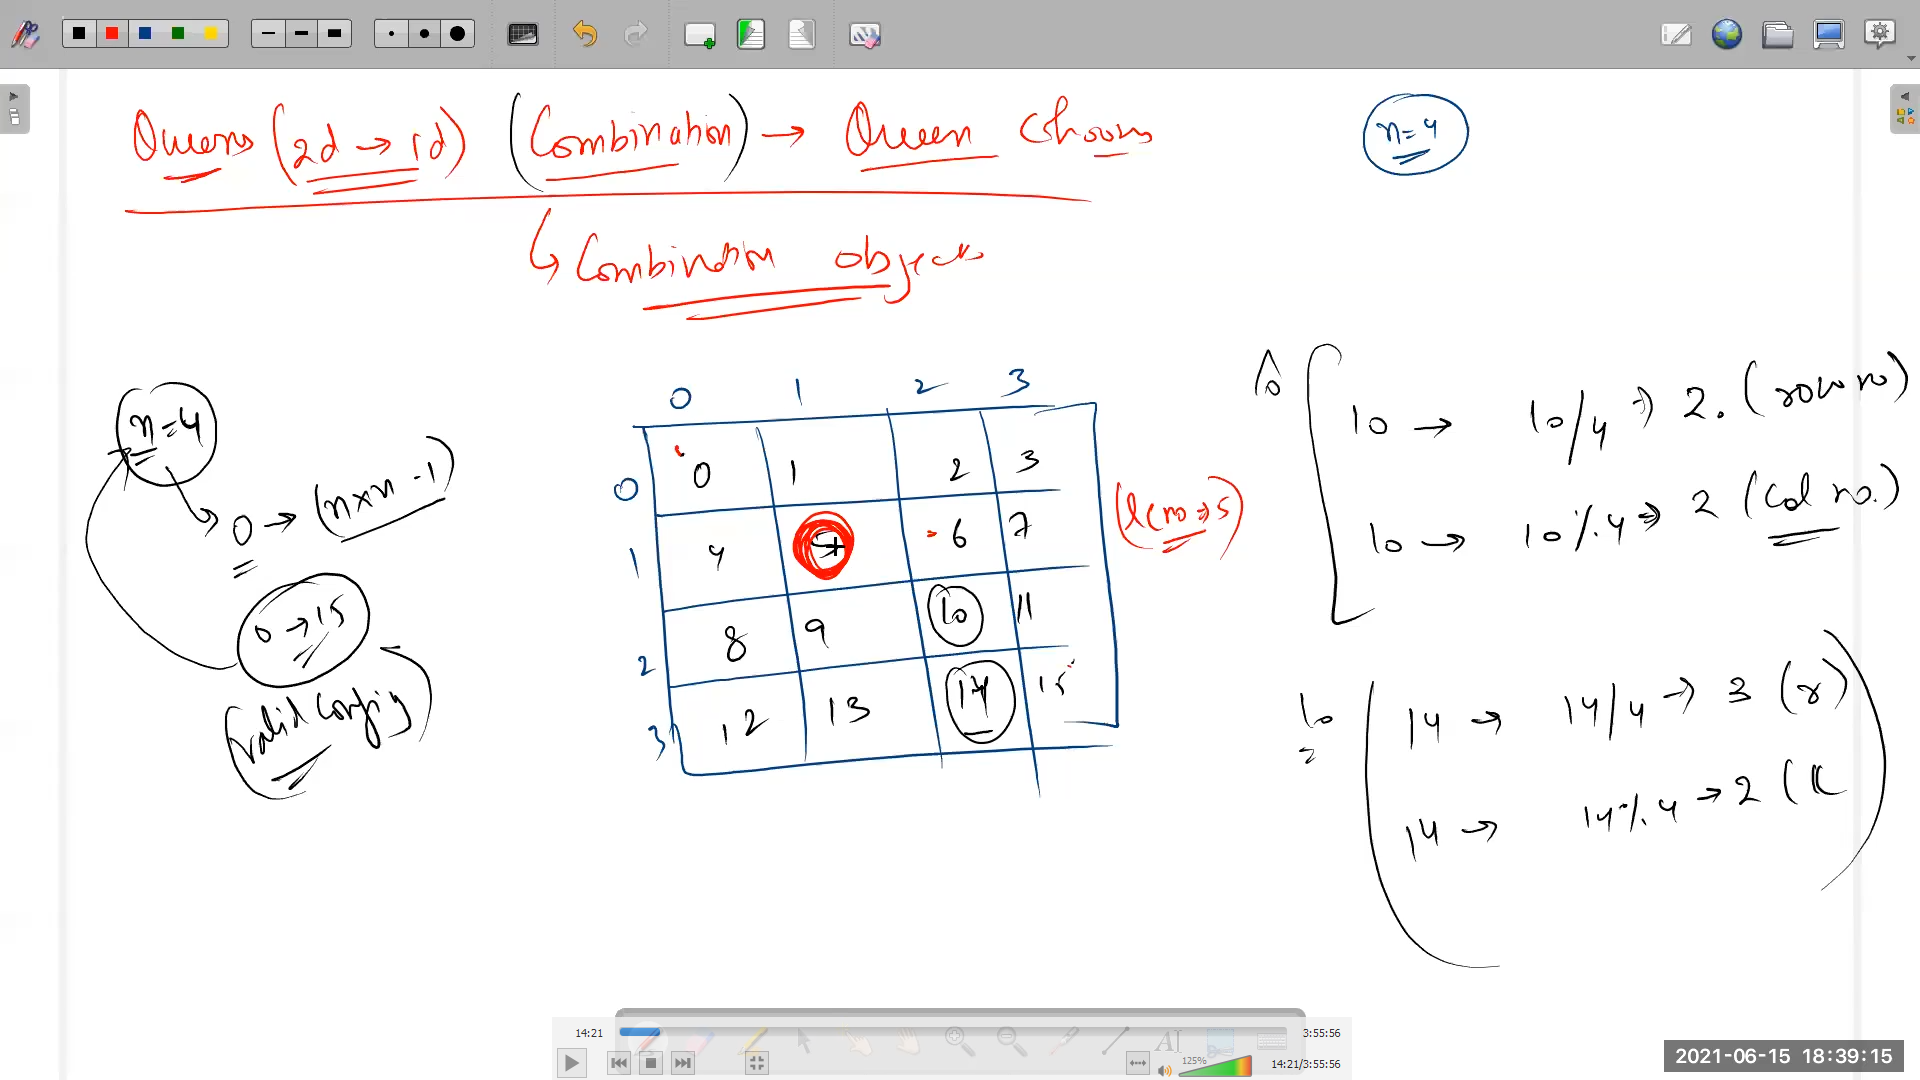 Queens (2d → 1d) (Combination) → Queen Choose
n=4
↳ Combination objects
n=4
0 → (n×n -1)
0 → 15
Valid config
0 1 2 3
0 0 1 2 3
1 4 5 6 7
2 8 9 10 11
3 12 13 14 15
→ 5)
10
10 → 10/4 → 2. (row no)
10 → 10%4 → 2 (Col no.)
10
14 → 14/4 → 3 (r)
14 → 14%4 → 2 (c
14:21
3:55:56
125%
14:21/3:55:56
2021-06-15 18:39:15